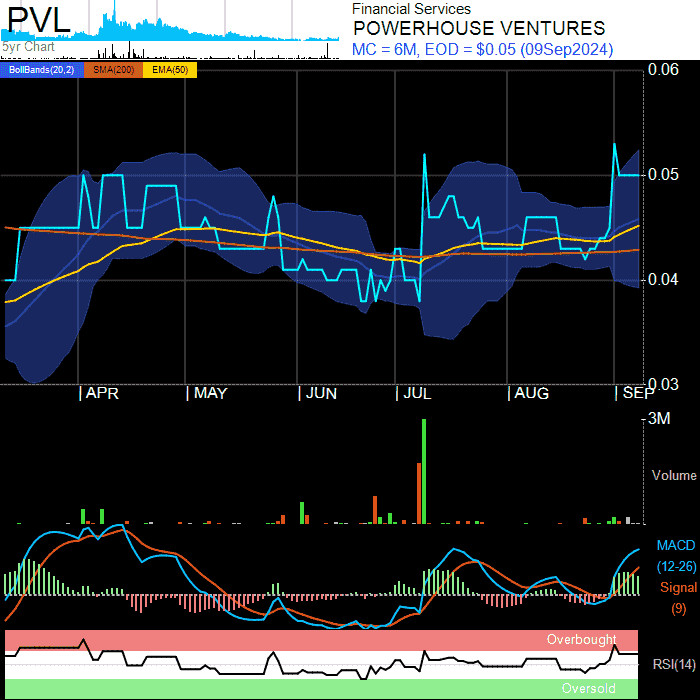 PVL
5yr Chart
Financial Services
POWERHOUSE VENTURES
MC = 6M, EOD = $0.05 (09Sep2024)
BollBands(20,2) SMA(200) EMA(50)
0.06
0.05
0.04
0.03
APR MAY JUN JUL AUG SEP
3M
Volume
MACD
(12-26)
Signal
(9)
Overbought
RSI(14)
Oversold